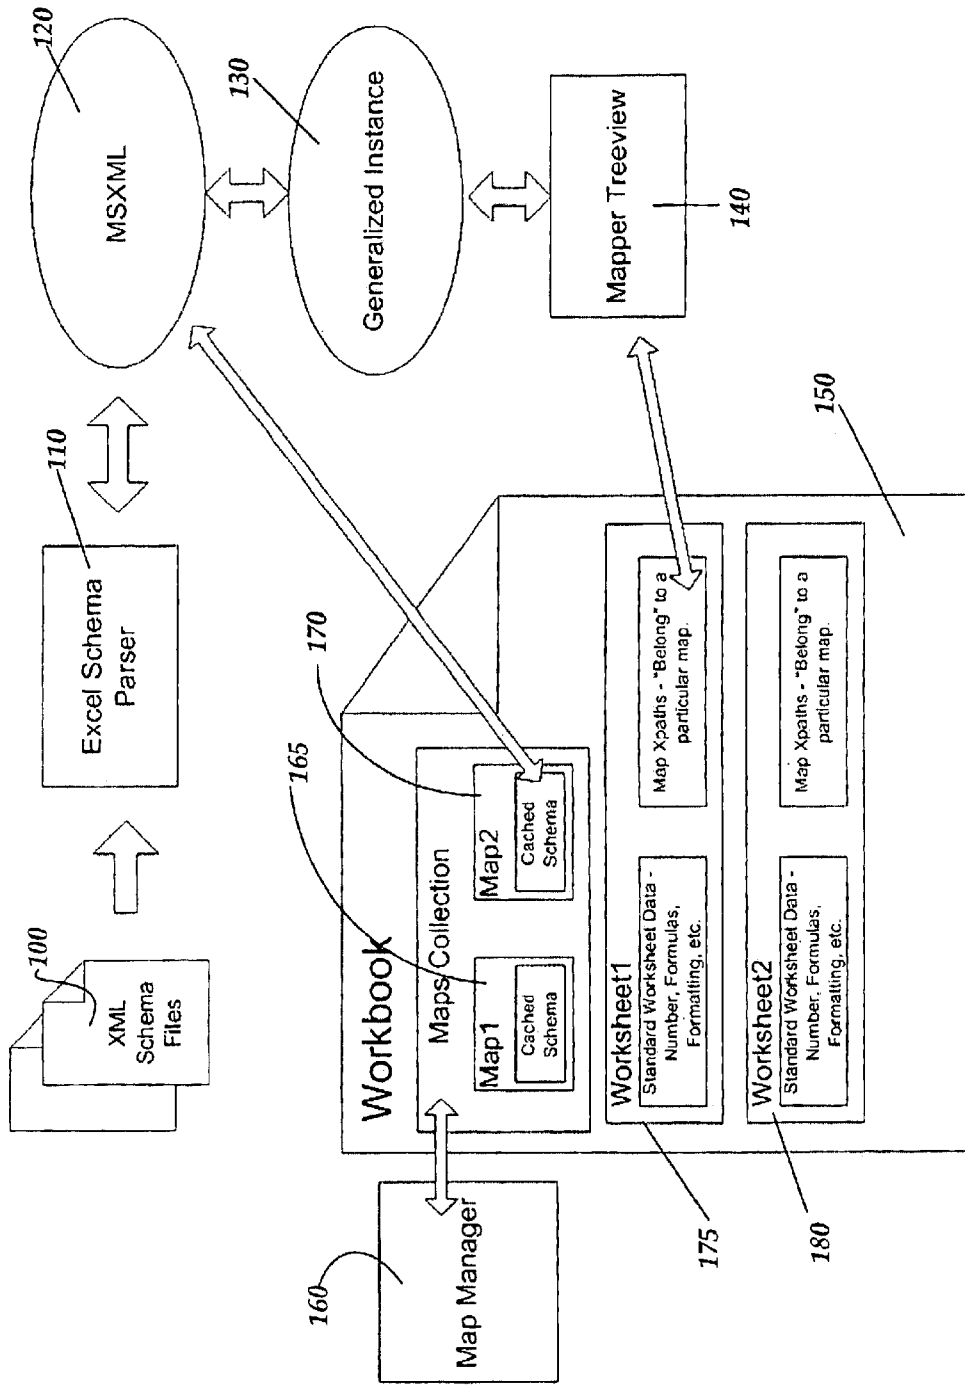 100
XML
Schema
Files
Excel Schema
Parser
110
MSXML
120
Generalized Instance
130
Mapper Treeview
140
Map Manager
160
Workbook
150
Maps Collection
Map1
Cached
Schema
165
Map2
Cached
Schema
170
Worksheet1
Standard Worksheet Data -
Number, Formulas,
Formatting, etc.
Map Xpaths - "Belong" to a
particular map.
175
Worksheet2
Standard Worksheet Data -
Number, Formulas,
Formatting, etc.
Map Xpaths - "Belong" to a
particular map.
180